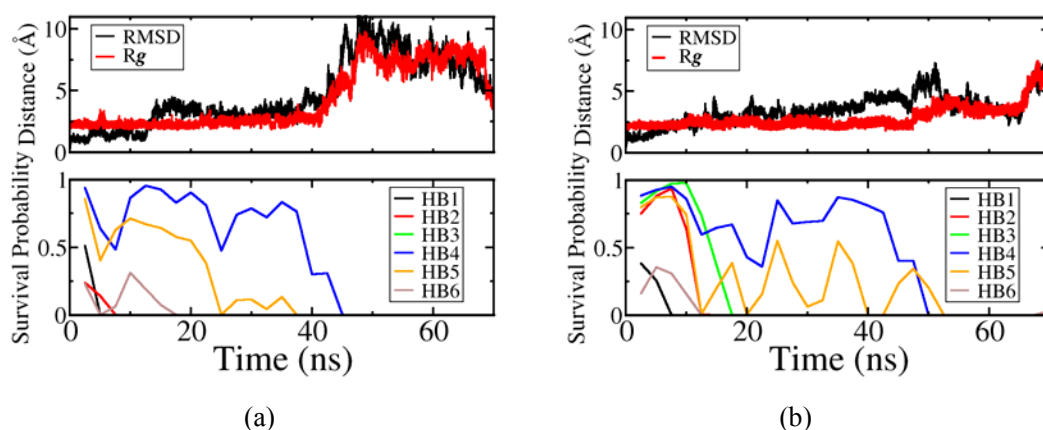 Distance (Å)
10
5
0
RMSD
Rg
Survival Probability
1
0.5
0
HB1
HB2
HB3
HB4
HB5
HB6
0 20 40 60
Time (ns)
(a)
Distance (Å)
10
5
0
RMSD
Rg
Survival Probability
1
0.5
0
HB1
HB2
HB3
HB4
HB5
HB6
0 20 40 60
Time (ns)
(b)